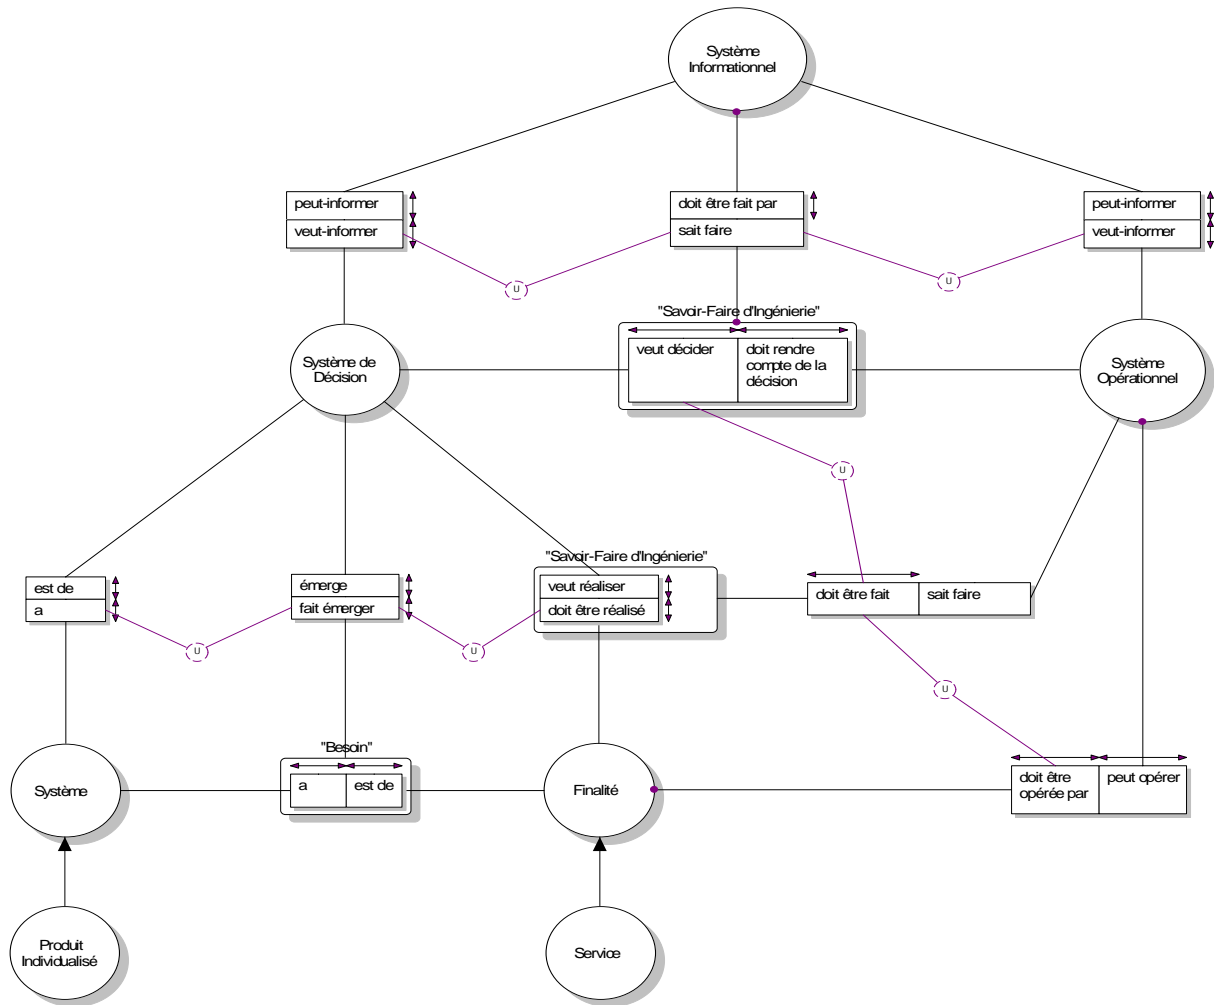 Système
Informationnel
peut-informer
veut-informer
doit être fait par
sait faire
peut-informer
veut-informer
U
U
"Savoir-Faire d'Ingénierie"
Système de
Décision
veut décider
doit rendre
compte de la
décision
Système
Opérationnel
U
"Savoir-Faire d'Ingénierie"
est de
a
émerge
fait émerger
veut réaliser
doit être réalisé
doit être fait
sait faire
U
U
U
"Besoin"
Système
a
est de
Finalité
doit être
opérée par
peut opérer
Produit
Individualisé
Service